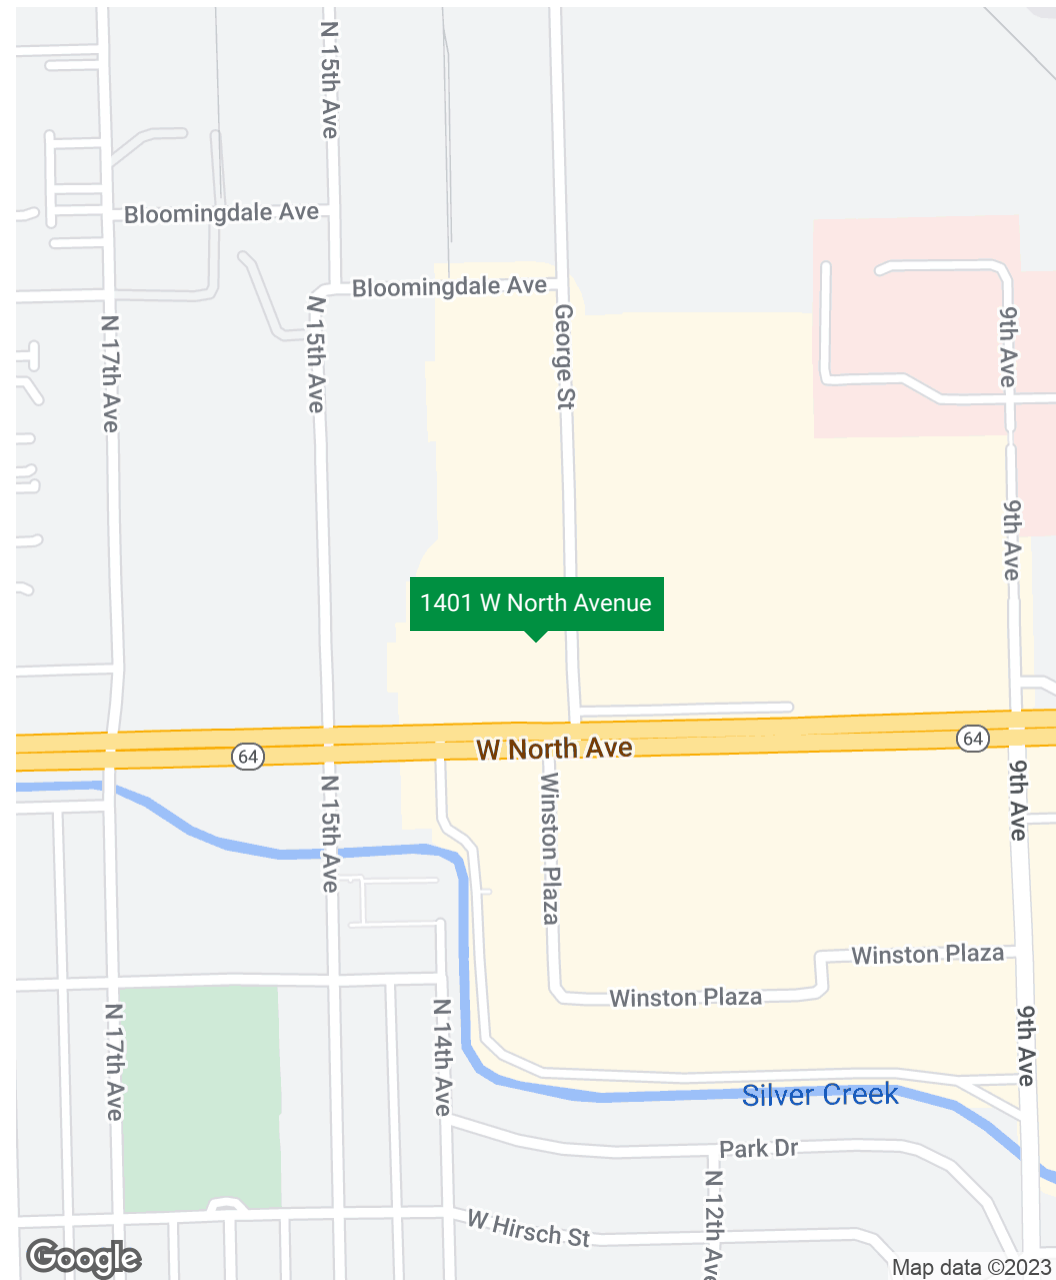 N 15th Ave
Bloomingdale Ave
Bloomingdale Ave
N 17th Ave
N 15th Ave
George St
9th Ave
9th Ave
1401 W North Avenue
W North Ave
64
64
N 15th Ave
Winston Plaza
9th Ave
Winston Plaza
Winston Plaza
N 17th Ave
N 14th Ave
9th Ave
Silver Creek
Park Dr
N 12th Ave
W Hirsch St
Google
Map data ©2023